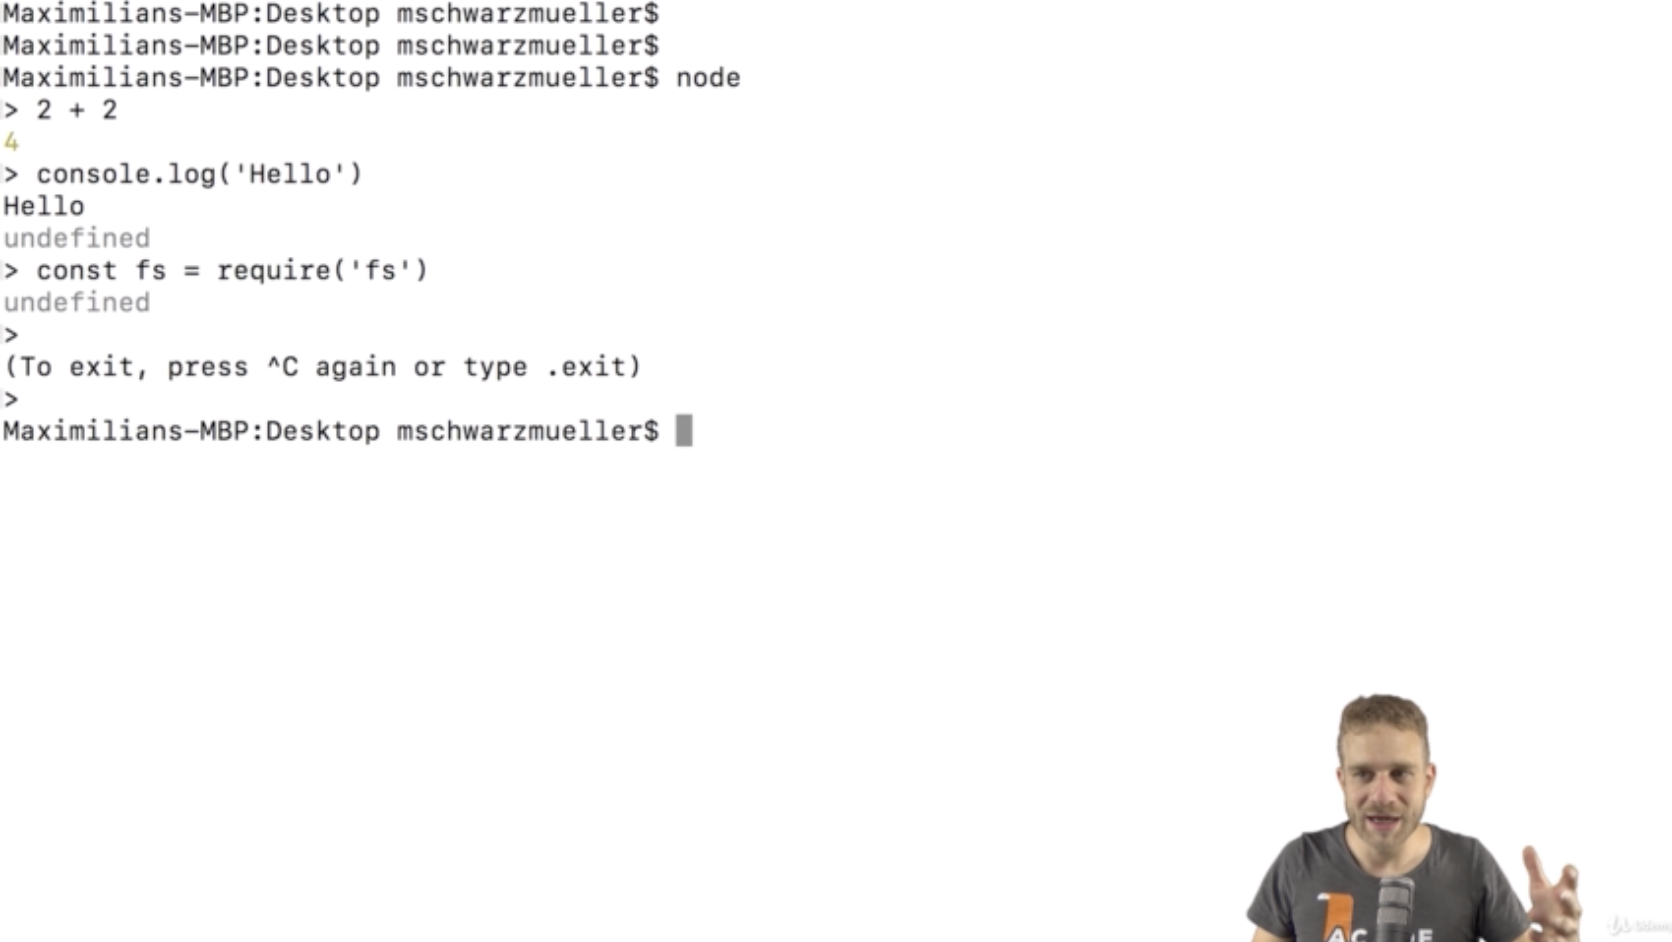 Maximilians-MBP:Desktop mschwarzmueller$
Maximilians-MBP:Desktop mschwarzmueller$
Maximilians-MBP:Desktop mschwarzmueller$ node
> 2 + 2
4
> console.log('Hello')
Hello
undefined
> const fs = require('fs')
undefined
>
(To exit, press ^C again or type .exit)
>
Maximilians-MBP:Desktop mschwarzmueller$